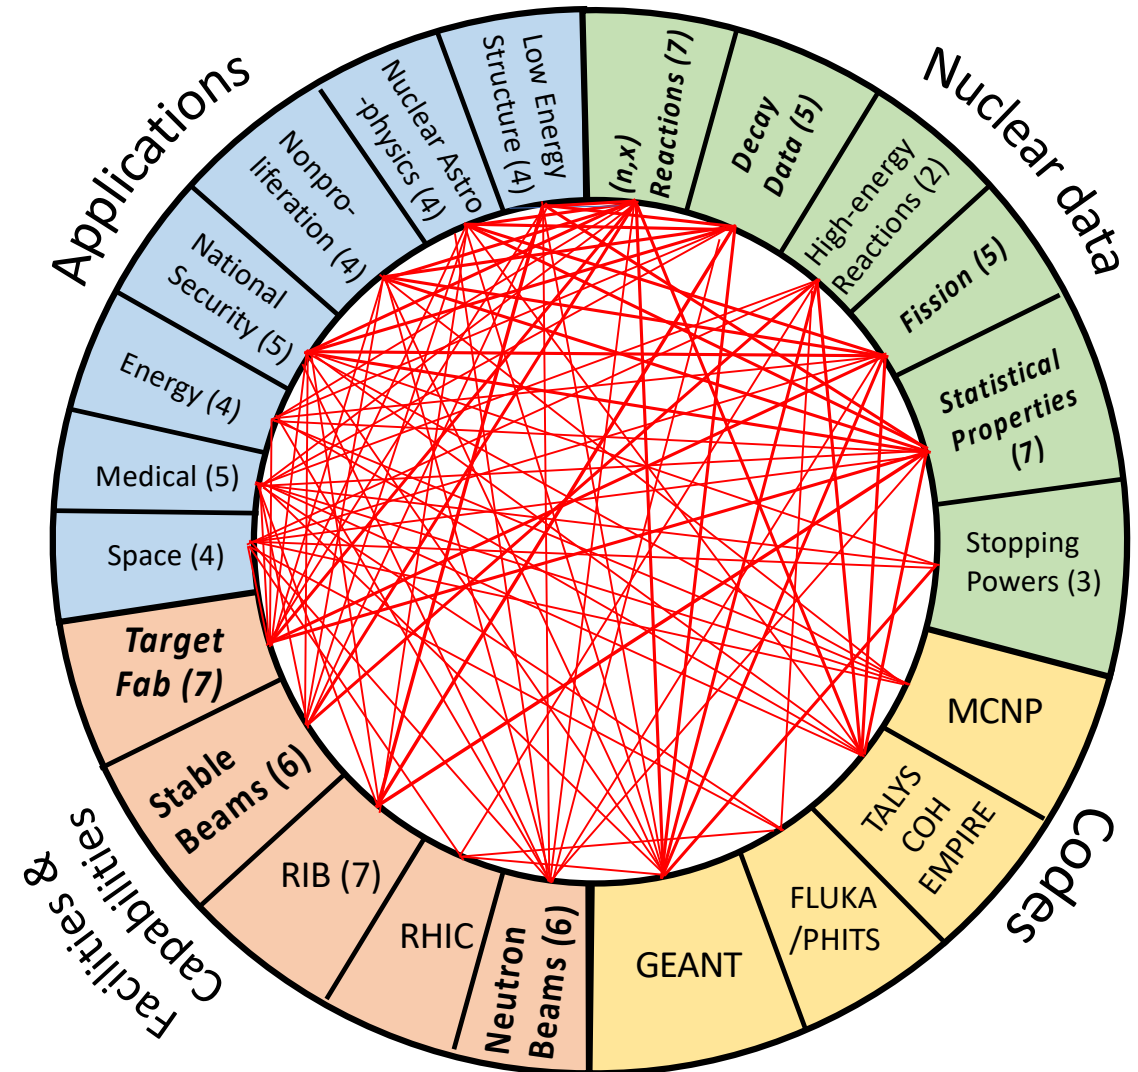 Applications
Low Energy
Structure (4)
Nuclear Astro
-physics (4)
Nonpro-
liferation (4)
National
Security (5)
Energy (4)
Medical (5)
Space (4)
Nuclear data
(n,x)
Reactions (7)
Decay
Data (5)
High-energy
Reactions (2)
Fission (5)
Statistical
Properties
(7)
Stopping
Powers (3)
Codes
MCNP
TALYS
COH
EMPIRE
FLUKA
/PHITS
GEANT
Facilities &
Capabilities
Target
Fab (7)
Stable
Beams (6)
RIB (7)
RHIC
Neutron
Beams (6)